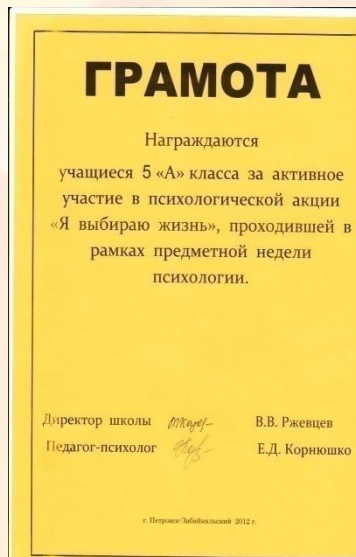 ГРАМОТА
Награждаются
учащиеся 5 «А» класса за активное
участие в психологической акции
«Я выбираю жизнь», проходившей в
рамках предметной недели
психологии.
Директор школы В.В. Ржевцев
Педагог-психолог Е.Д. Корнюшко
г. Петровск-Забайкальский 2012 г.